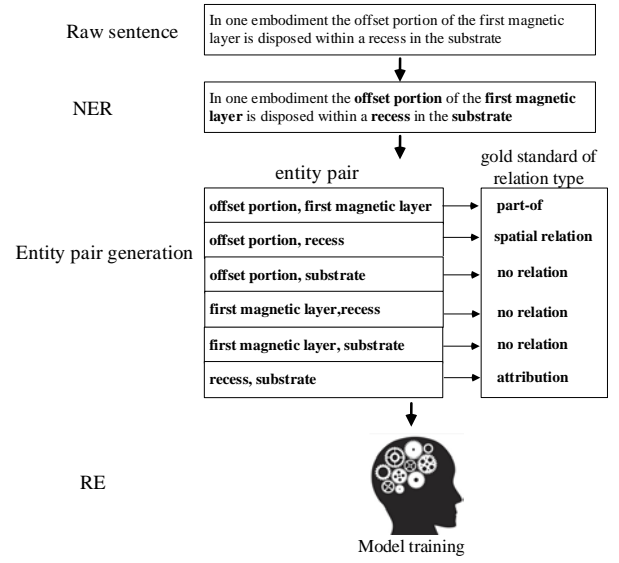 Raw sentence
In one embodiment the offset portion of the first magnetic
layer is disposed within a recess in the substrate
NER
In one embodiment the offset portion of the first magnetic
layer is disposed within a recess in the substrate
entity pair
gold standard of
relation type
Entity pair generation
offset portion, first magnetic layer
part-of
offset portion, recess
spatial relation
offset portion, substrate
no relation
first magnetic layer,recess
no relation
first magnetic layer, substrate
no relation
recess, substrate
attribution
RE
Model training